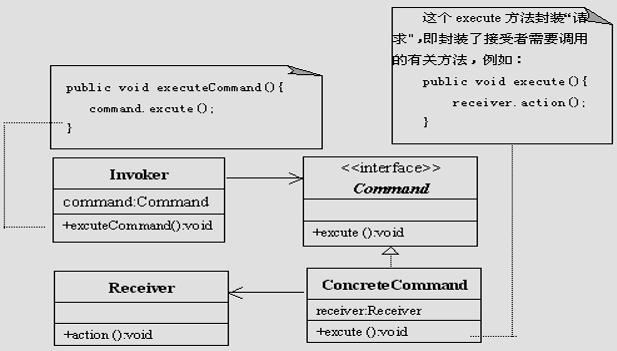 这个 execute 方法封装“请
求”,即封装了接受者需要调用
的有关方法，例如：
public void execute(){
receiver.action();
}
public void executeCommand(){
command.excute();
}
Invoker
command:Command
+excuteCommand():void
<<interface>>
Command
+excute ():void
Receiver
+action ():void
ConcreteCommand
receiver:Receiver
+excute ():void